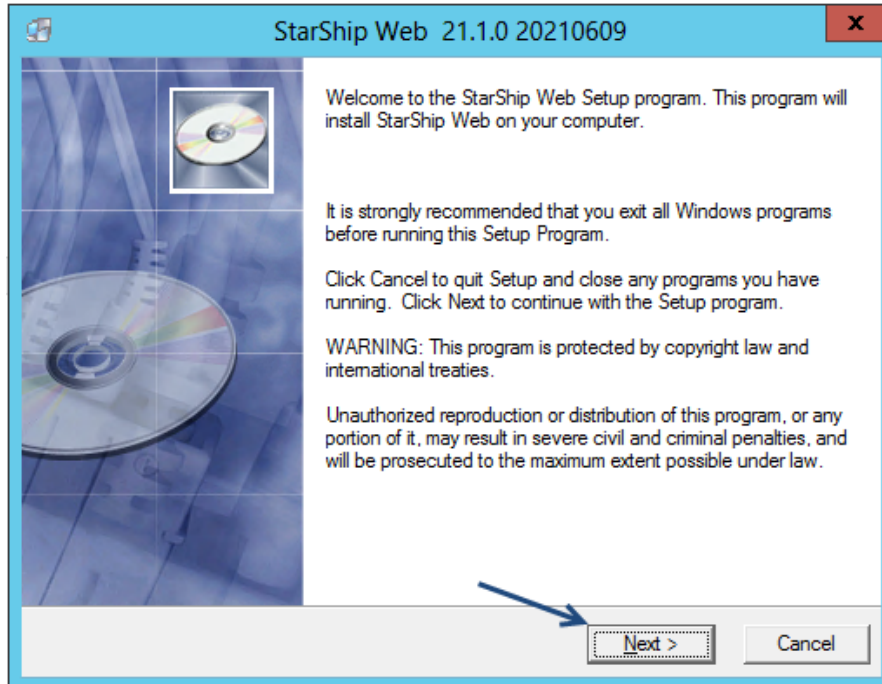 StarShip Web 21.1.0 20210609
x
Welcome to the StarShip Web Setup program. This program will
install StarShip Web on your computer.
It is strongly recommended that you exit all Windows programs
before running this Setup Program.
Click Cancel to quit Setup and close any programs you have
running. Click Next to continue with the Setup program.
WARNING: This program is protected by copyright law and
international treaties.
Unauthorized reproduction or distribution of this program, or any
portion of it, may result in severe civil and criminal penalties, and
will be prosecuted to the maximum extent possible under law.
Next > Cancel